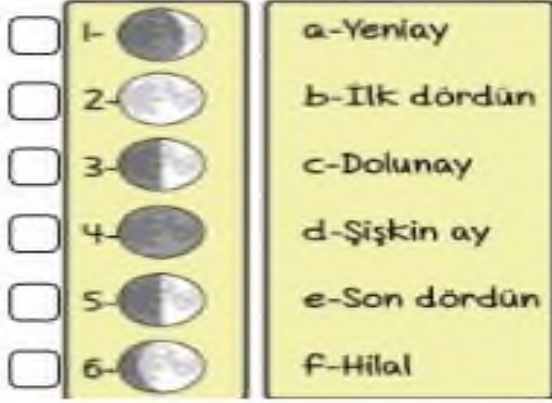 1-
2-
3-
4-
5-
6-
a-Yeniay
b-İlk dördün
c-Dolunay
d-Şişkin ay
e-Son dördün
f-Hilal